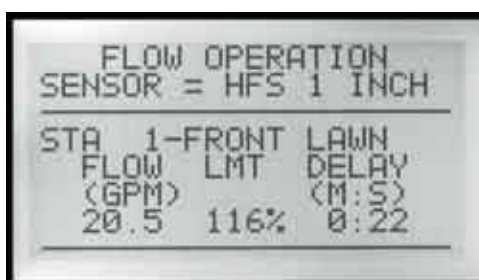 FLOW OPERATION
SENSOR = HFS 1 INCH
STA 1-FRONT LAWN
FLOW LMT DELAY
(GPM) (M:S)
20.5 116% 0:22